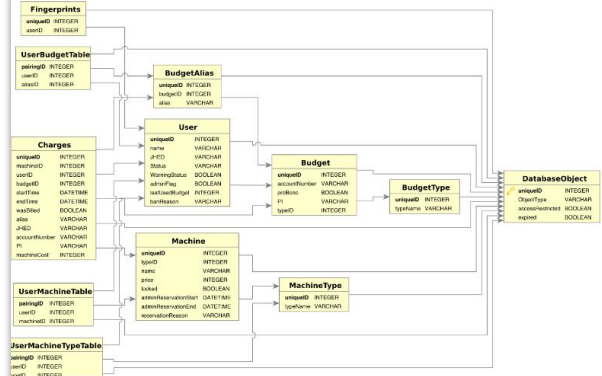 Fingerprints
uniqueID INTEGER
userID INTEGER
UserBudgetTable
pairingID INTEGER
userID INTEGER
aliasID INTEGER
BudgetAlias
uniqueID INTEGER
budgetID INTEGER
alias VARCHAR
Charges
uniqueID INTEGER
machineID INTEGER
userID INTEGER
budgetID INTEGER
startTime DATETIME
endTime DATETIME
wasBilled BOOLEAN
alias VARCHAR
JHED VARCHAR
accountNumber VARCHAR
PI VARCHAR
machineCost INTEGER
User
uniqueID INTEGER
name VARCHAR
JHED VARCHAR
Status VARCHAR
WarningStatus BOOLEAN
adminFlag BOOLEAN
lastUsedBudget INTEGER
banReason VARCHAR
Budget
uniqueID INTEGER
accountNumber VARCHAR
proBono BOOLEAN
PI VARCHAR
typeID INTEGER
BudgetType
uniqueID INTEGER
typeName VARCHAR
DatabaseObject
uniqueID INTEGER
ObjectType VARCHAR
accessRestricted BOOLEAN
expired BOOLEAN
Machine
uniqueID INTEGER
typeID INTEGER
name VARCHAR
price INTEGER
locked BOOLEAN
adminReservationStart DATETIME
adminReservationEnd DATETIME
reservationReason VARCHAR
MachineType
uniqueID INTEGER
typeName VARCHAR
UserMachineTable
pairingID INTEGER
userID INTEGER
machineID INTEGER
UserMachineTypeTable
pairingID INTEGER
userID INTEGER
typeID INTEGER